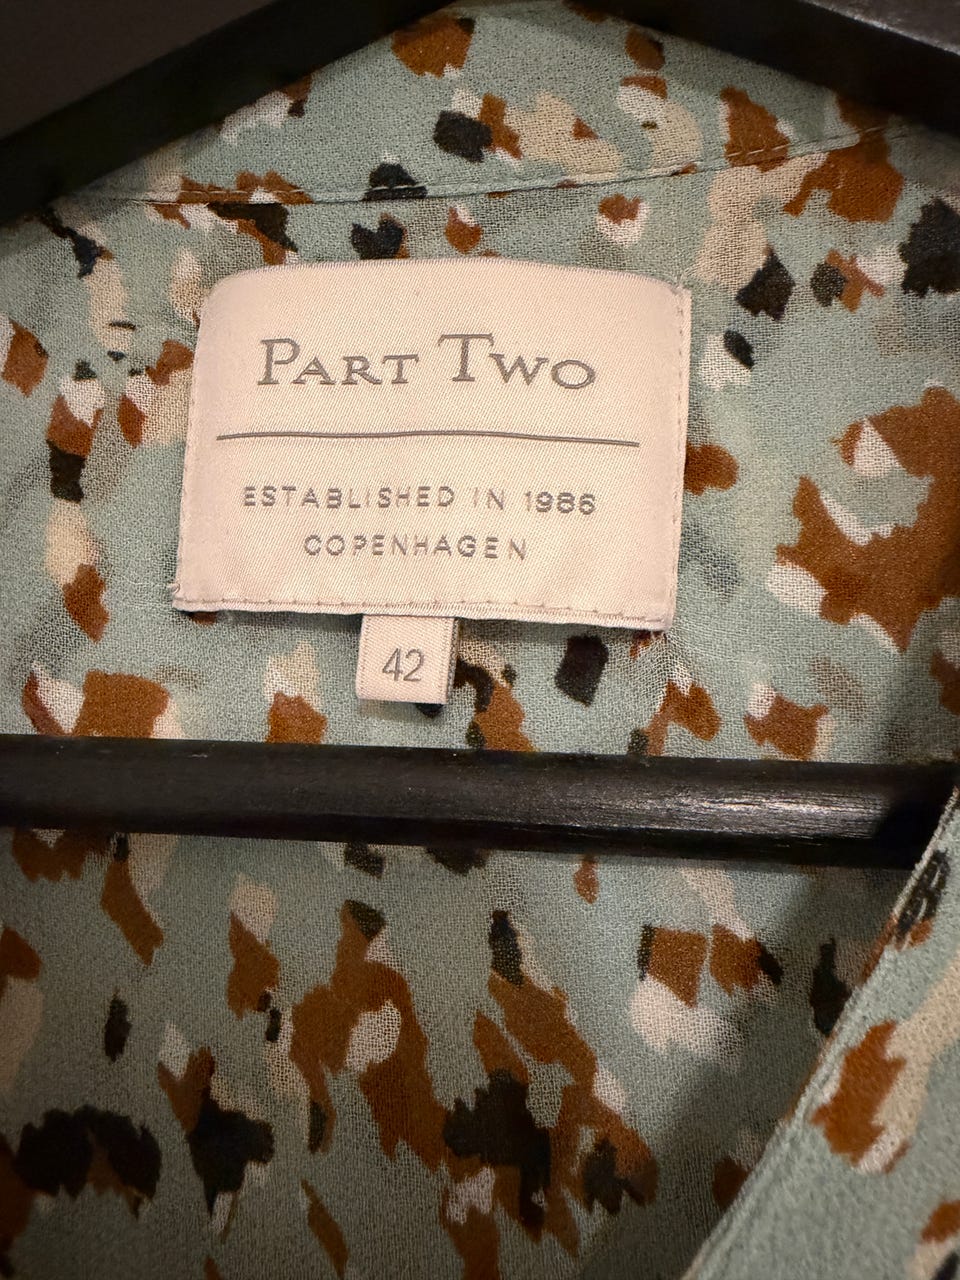 PART TWO
ESTABLISHED IN 1986
COPENHAGEN
42